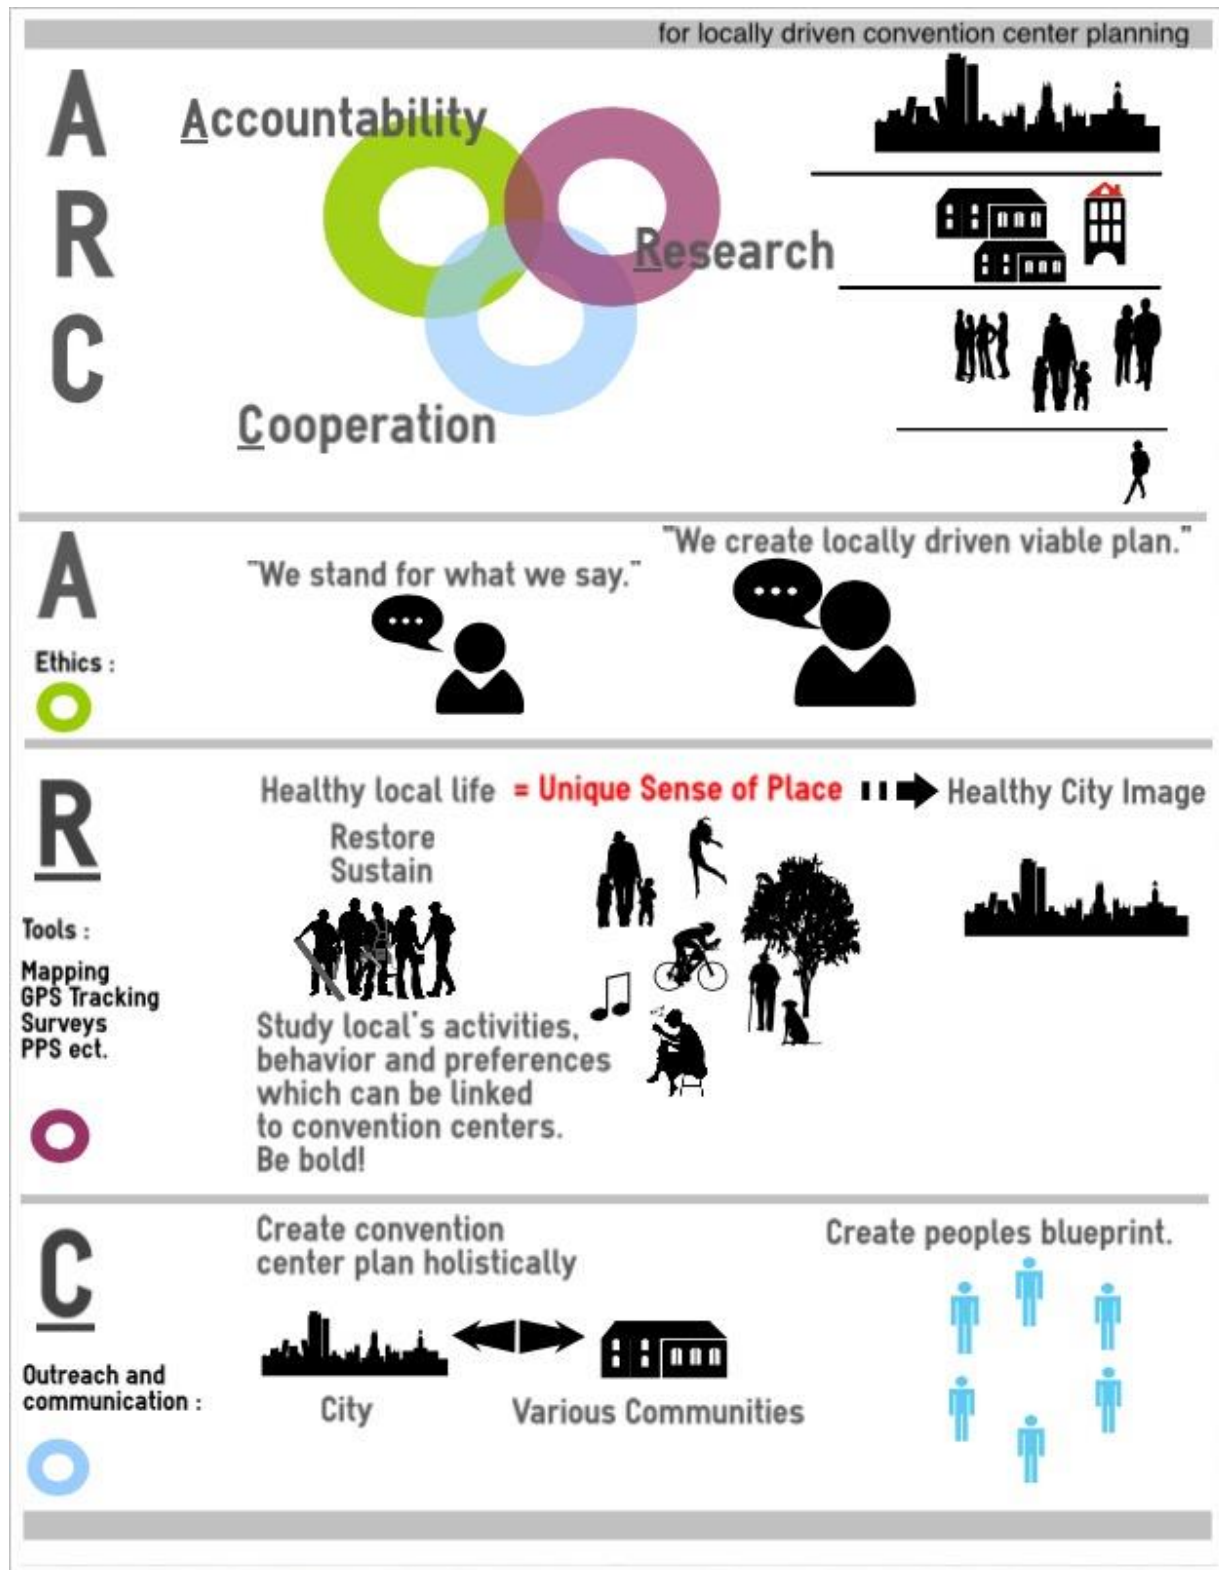 for locally driven convention center planning
A
R
C
Accountability
Research
Cooperation
A
Ethics :
"We stand for what we say."
"We create locally driven viable plan."
R
Tools :
Mapping
GPS Tracking
Surveys
PPS ect.
Healthy local life = Unique Sense of Place Healthy City Image
Restore
Sustain
Study local's activities,
behavior and preferences
which can be linked
to convention centers.
Be bold!
C
Outreach and
communication :
Create convention
center plan holistically
City
Various Communities
Create peoples blueprint.